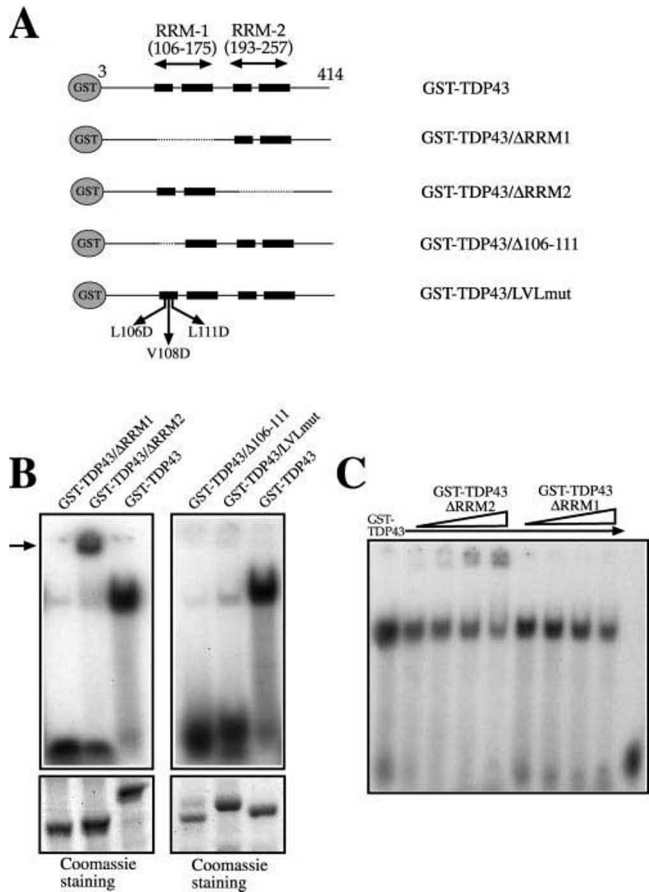 A
RRM-1 RRM-2
(106-175) (193-257)
3 414
GST GST-TDP43
GST GST-TDP43/ΔRRM1
GST GST-TDP43/ΔRRM2
GST GST-TDP43/Δ106-111
GST GST-TDP43/LVLmut
L106D L111D
V108D
B
GST-TDP43/ΔRRM1
GST-TDP43/ΔRRM2
GST-TDP43
GST-TDP43/Δ106-111
GST-TDP43/LVLmut
GST-TDP43
Coomassie
staining
Coomassie
staining
C
GST-TDP43
ΔRRM2
GST-TDP43
ΔRRM1
GST-
TDP43